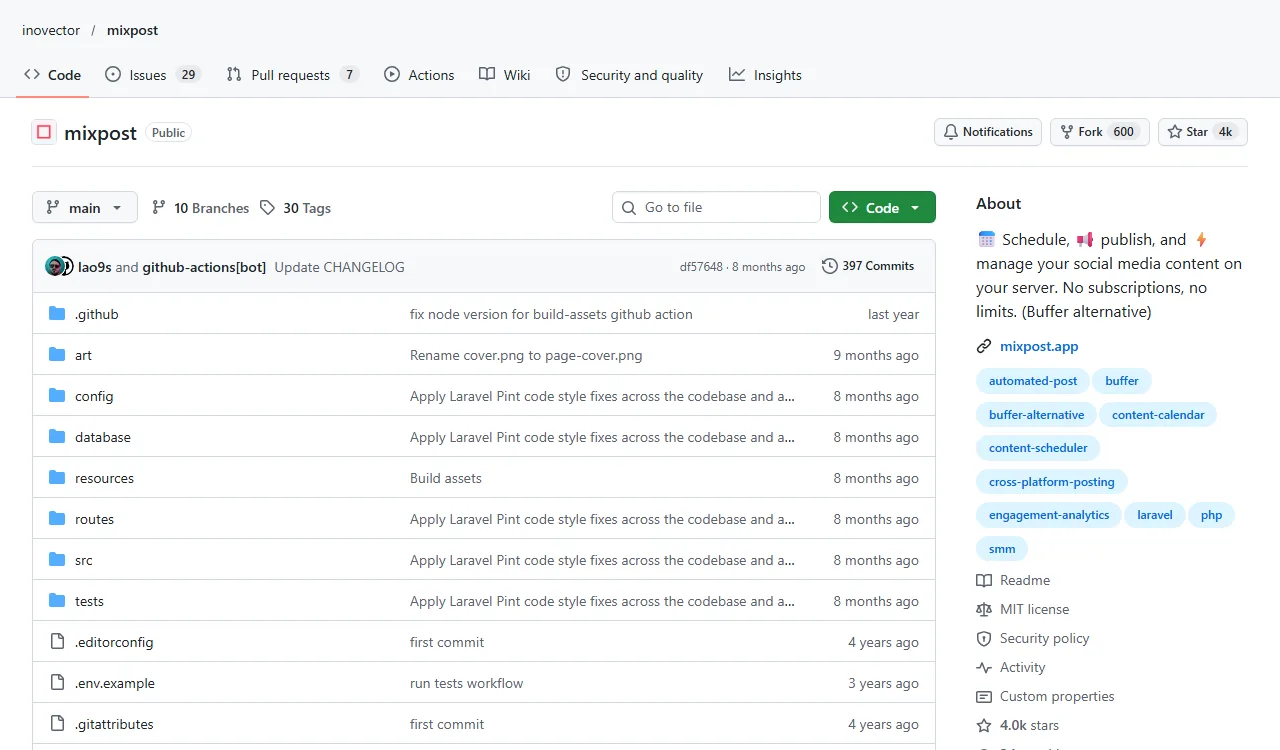 inovector / mixpost
Code Issues 29 Pull requests 7 Actions Wiki Security and quality Insights
mixpost Public Notifications Fork 600 Star 4k
main 10 Branches 30 Tags Go to file Code
lao9s and github-actions[bot] Update CHANGELOG df57648 · 8 months ago 397 Commits
.github fix node version for build-assets github action last year
art Rename cover.png to page-cover.png 9 months ago
config Apply Laravel Pint code style fixes across the codebase and a... 8 months ago
database Apply Laravel Pint code style fixes across the codebase and a... 8 months ago
resources Build assets 8 months ago
routes Apply Laravel Pint code style fixes across the codebase and a... 8 months ago
src Apply Laravel Pint code style fixes across the codebase and a... 8 months ago
tests Apply Laravel Pint code style fixes across the codebase and a... 8 months ago
.editorconfig first commit 4 years ago
.env.example run tests workflow 3 years ago
.gitattributes first commit 4 years ago
About
Schedule, publish, and
manage your social media content on
your server. No subscriptions, no
limits. (Buffer alternative)
mixpost.app
automated-post buffer
buffer-alternative content-calendar
content-scheduler
cross-platform-posting
engagement-analytics laravel php
smm
Readme
MIT license
Security policy
Activity
Custom properties
4.0k stars